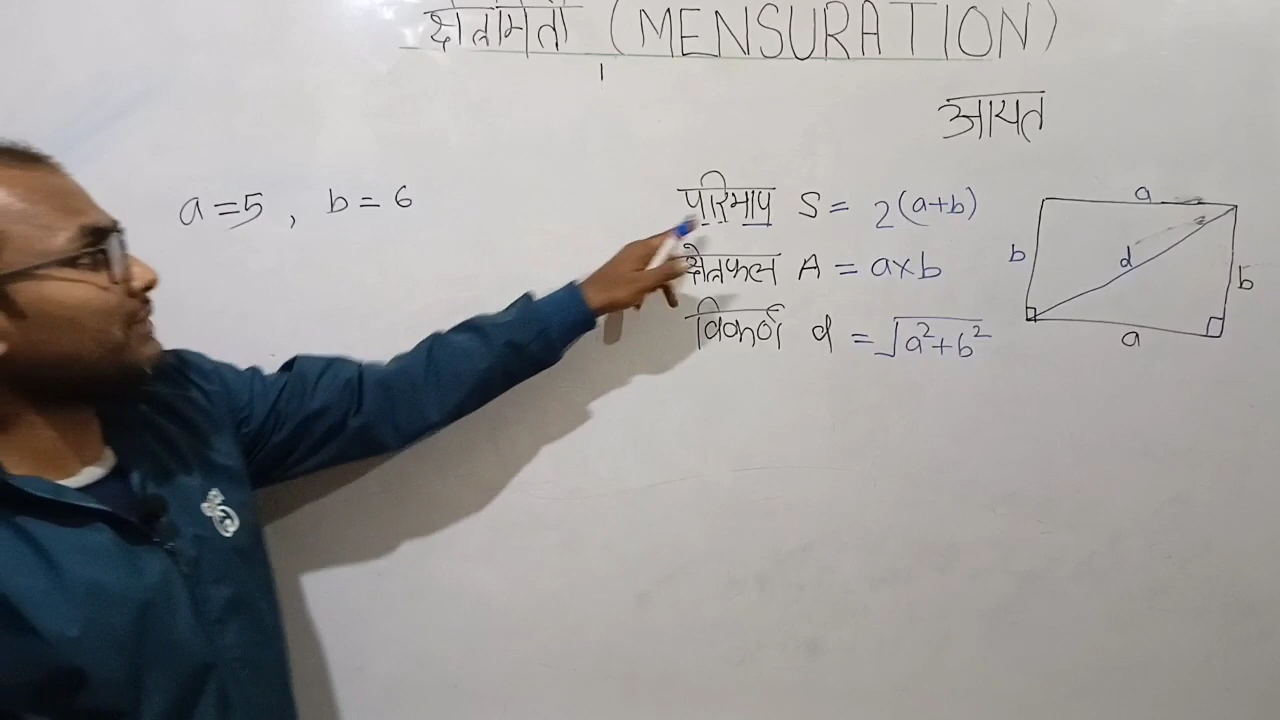 क्षेत्रमिती (MENSURATION)
आयत
a=5, b=6
परिमाप S = 2(a+b)
क्षेत्रफल A = a×b
विकर्ण d = √a²+b²
a
b
d
b
a